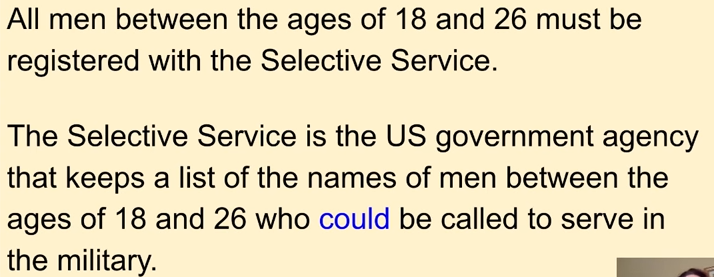 All men between the ages of 18 and 26 must be
registered with the Selective Service.
The Selective Service is the US government agency
that keeps a list of the names of men between the
ages of 18 and 26 who could be called to serve in
the military.